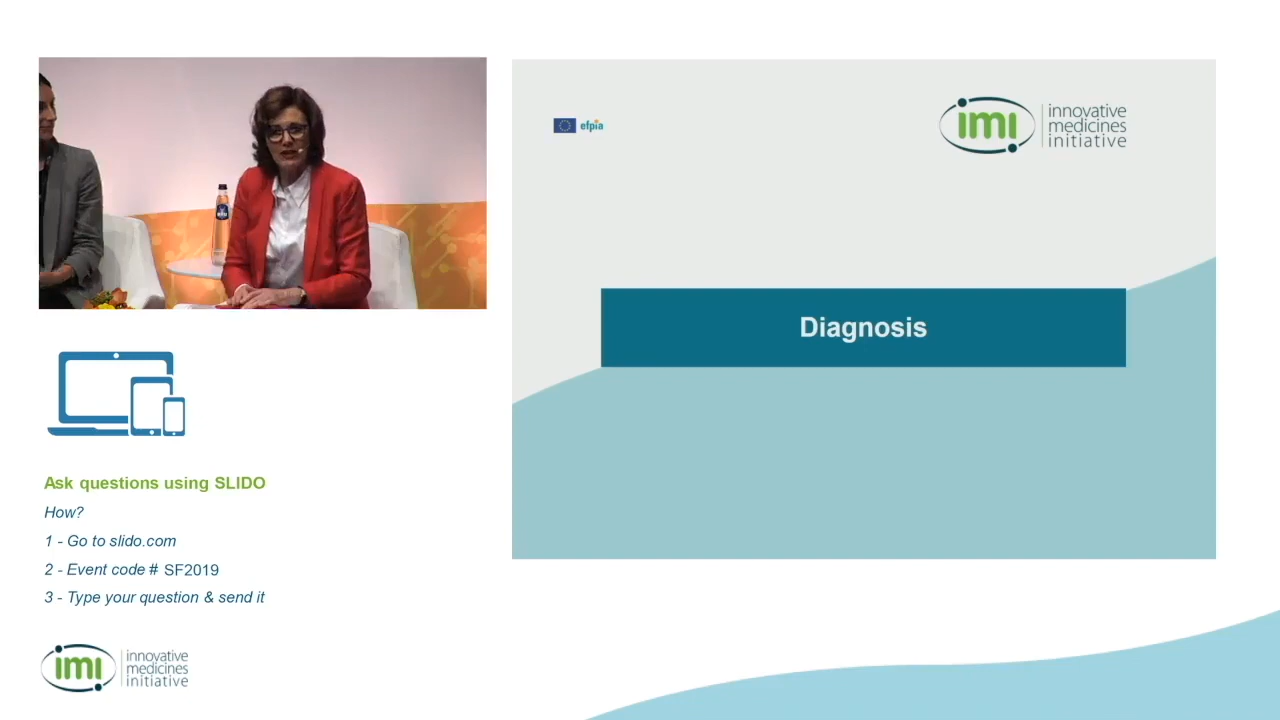 efpia
imi
innovative
medicines
initiative
Diagnosis
Ask questions using SLIDO
How?
1 - Go to slido.com
2 - Event code # SF2019
3 - Type your question & send it
imi
innovative
medicines
initiative